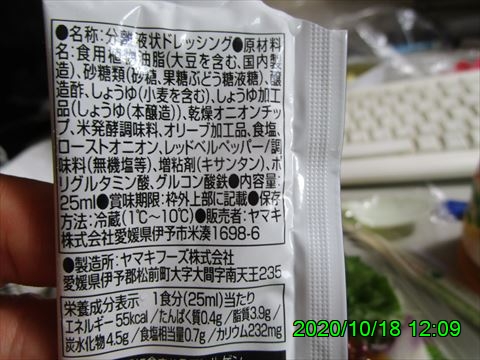 ●名称:分離液状ドレッシング●原材料
名:食用植物油脂(大豆を含む、国内製
造)、砂糖類(砂糖、果糖ぶどう糖液糖)、醸
造酢、しょうゆ(小麦を含む)、しょうゆ加工
品(しょうゆ(本醸造))、乾燥オニオンチッ
プ、米発酵調味料、オリーブ加工品、食塩、
ローストオニオン、レッドベルペッパー/調
味料(無機塩等)、増粘剤(キサンタン)、ポ
リグルタミン酸、グルコン酸鉄●内容量:
25ml●賞味期限:枠外上部に記載●保存
方法:冷蔵(1℃~10℃)●販売者:ヤマキ
株式会社愛媛県伊予市米湊1698-6
●製造所:ヤマキフーズ株式会社
愛媛県伊予郡松前町大字大間字南天王235
栄養成分表示 1食分(25ml)当たり
エネルギー 55kcal/たんぱく質0.4g/脂質3.9g/
炭水化物 4.5g/食塩相当量0.7g/カリウム232mg
2020/10/18 12:09